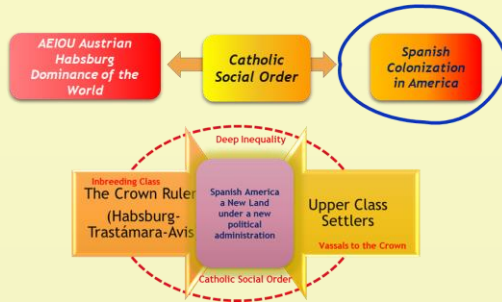 AEIOU Austrian
Habsburg
Dominance of the
World
Catholic
Social Order
Spanish
Colonization
in America
Deep Inequality
Inbreeding Class
The Crown Ruler
(Habsburg-
Trastámara-Avis
Spanish America
a New Land
under a new
political
administration
Upper Class
Settlers
Vassals to the Crown
Catholic Social Order